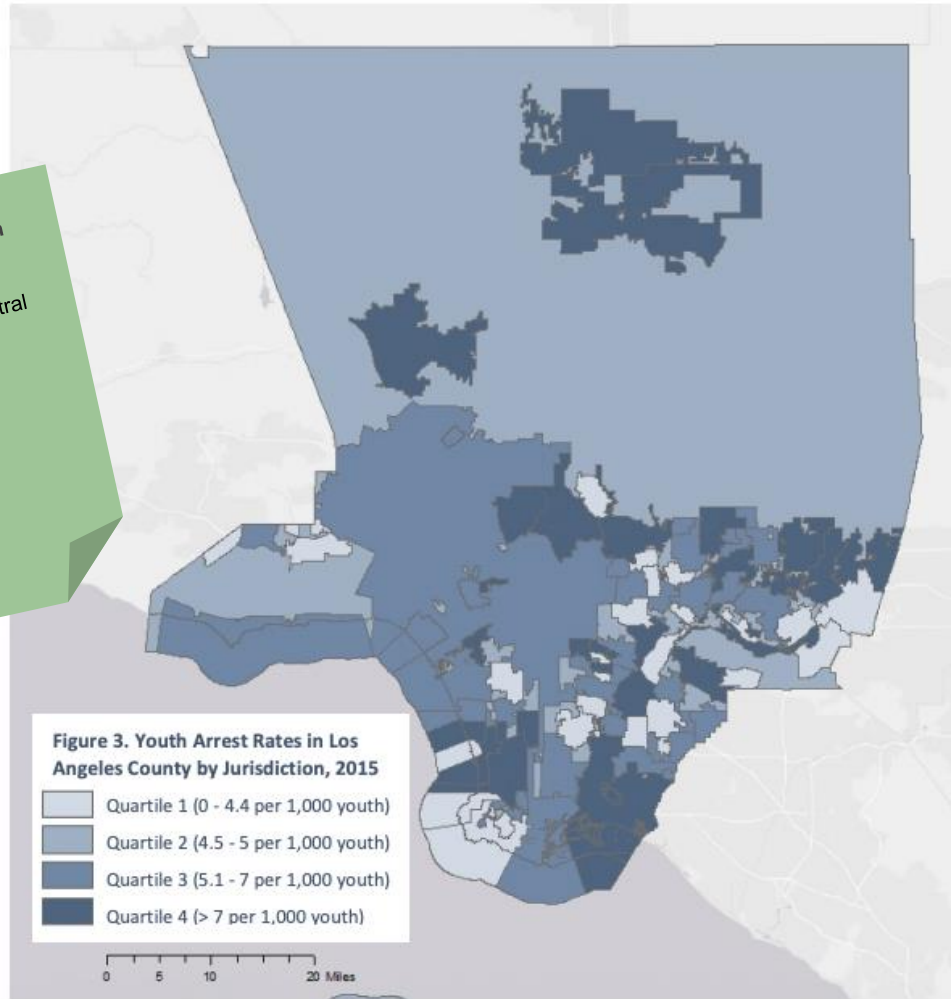 tral
Figure 3. Youth Arrest Rates in Los
Angeles County by Jurisdiction, 2015
Quartile 1 (0 - 4.4 per 1,000 youth)
Quartile 2 (4.5 - 5 per 1,000 youth)
Quartile 3 (5.1 - 7 per 1,000 youth)
Quartile 4 (> 7 per 1,000 youth)
0 5 10 20 Miles